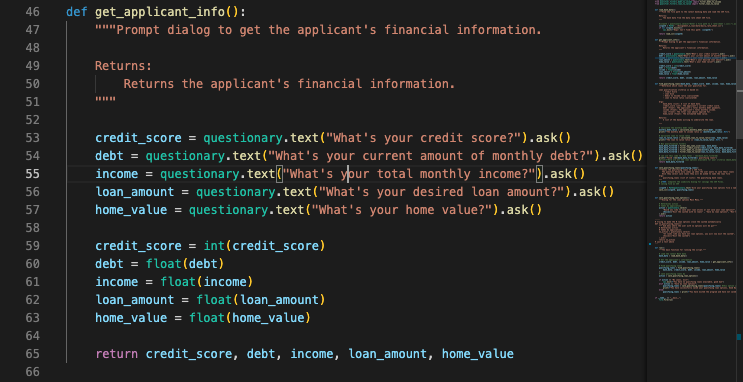 46 def get_applicant_info():
47     """Prompt dialog to get the applicant's financial information.
48
49     Returns:
50         Returns the applicant's financial information.
51     """
52
53     credit_score = questionary.text("What's your credit score?").ask()
54     debt = questionary.text("What's your current amount of monthly debt?").ask()
55     income = questionary.text("What's your total monthly income?").ask()
56     loan_amount = questionary.text("What's your desired loan amount?").ask()
57     home_value = questionary.text("What's your home value?").ask()
58
59     credit_score = int(credit_score)
60     debt = float(debt)
61     income = float(income)
62     loan_amount = float(loan_amount)
63     home_value = float(home_value)
64
65     return credit_score, debt, income, loan_amount, home_value
66